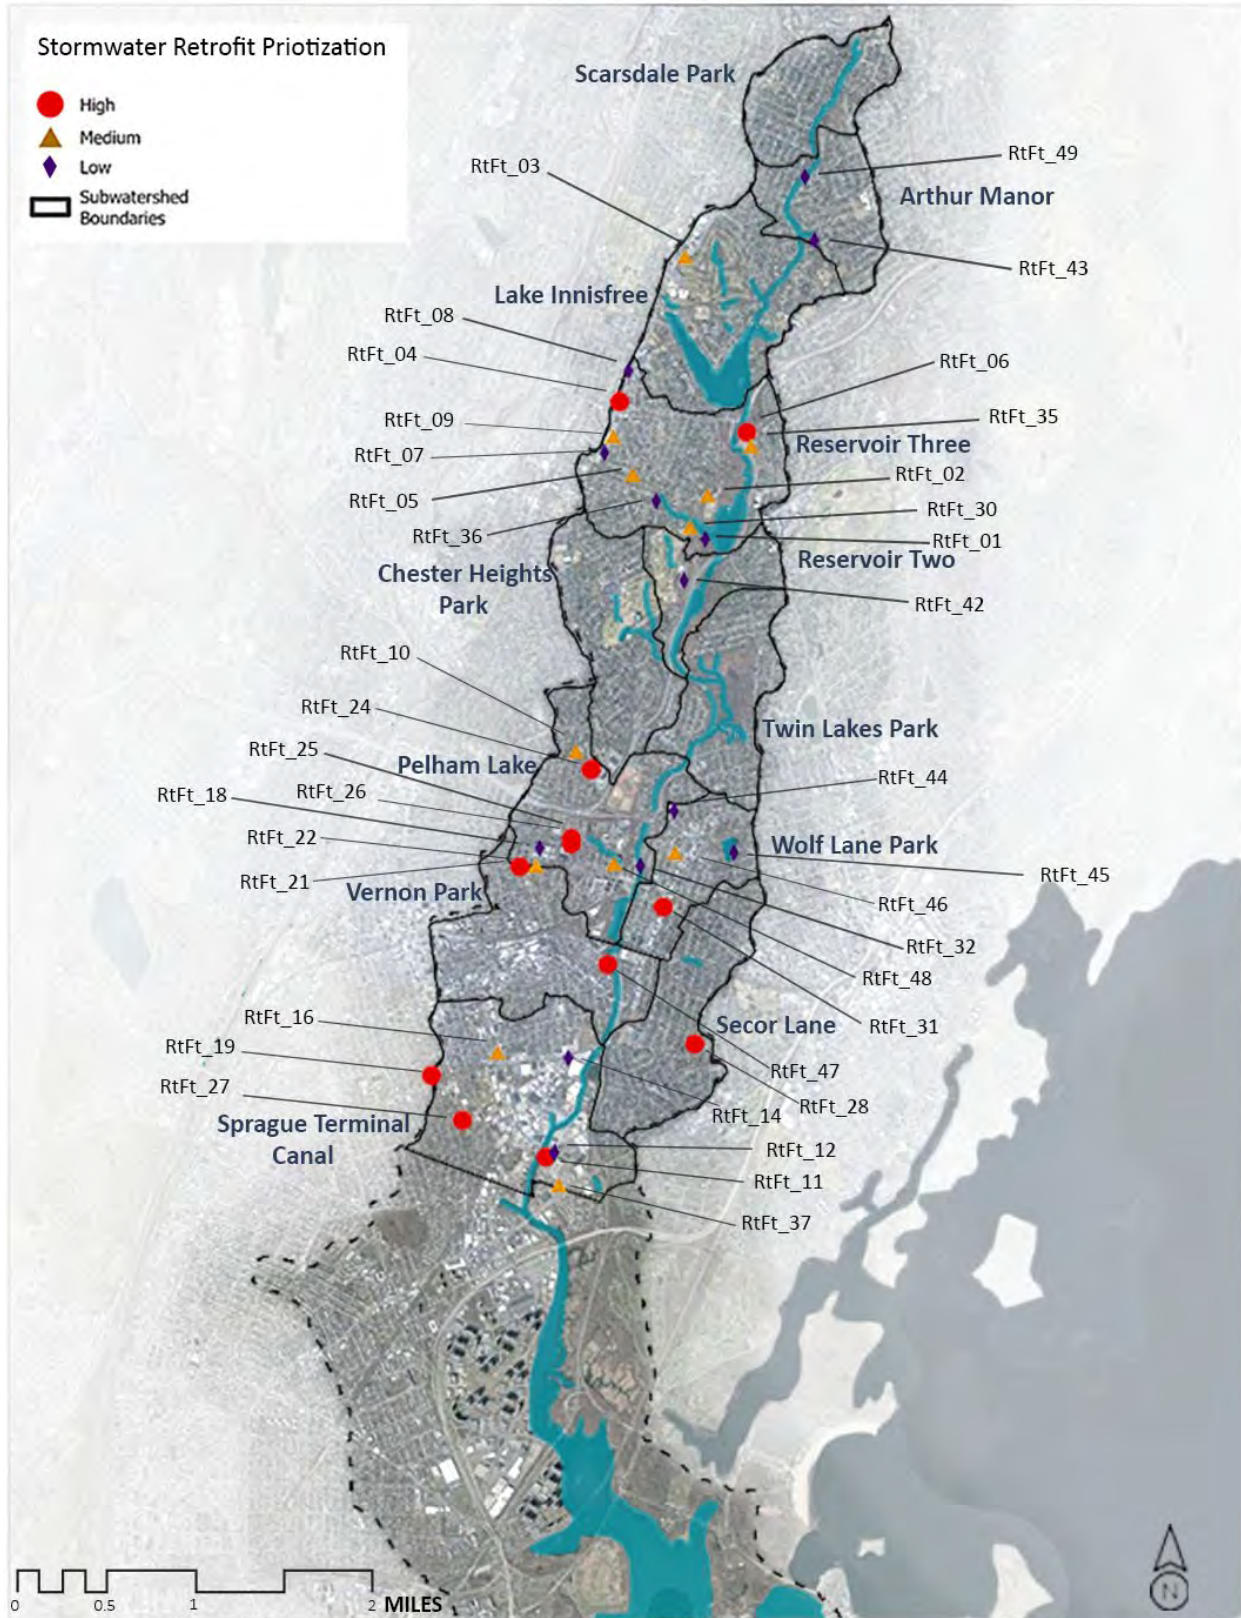 Stormwater Retrofit Priotization
High
Medium
Low
Subwatershed
Boundaries
Scarsdale Park
RtFt_03
RtFt_49
Arthur Manor
RtFt_43
Lake Innisfree
RtFt_08
RtFt_04
RtFt_06
RtFt_09
RtFt_35
Reservoir Three
RtFt_07
RtFt_02
RtFt_05
RtFt_30
RtFt_36
RtFt_01
Reservoir Two
Chester Heights
Park
RtFt_42
RtFt_10
RtFt_24
Twin Lakes Park
RtFt_25
Pelham Lake
RtFt_44
RtFt_26
RtFt_18
RtFt_22
Wolf Lane Park
RtFt_45
RtFt_21
Vernon Park
RtFt_46
RtFt_32
RtFt_48
RtFt_16
Secor Lane
RtFt_31
RtFt_19
RtFt_47
RtFt_27
RtFt_28
RtFt_14
Sprague Terminal
Canal
RtFt_12
RtFt_11
RtFt_37
0 0.5 1 2 MILES
N